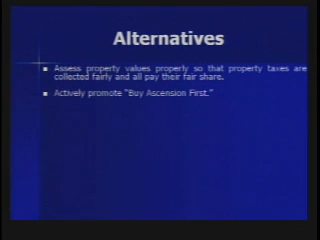 Alternatives
Assess property values properly so that property taxes are
collected fairly and all pay their fair share.
Actively promote "Buy Ascension First."